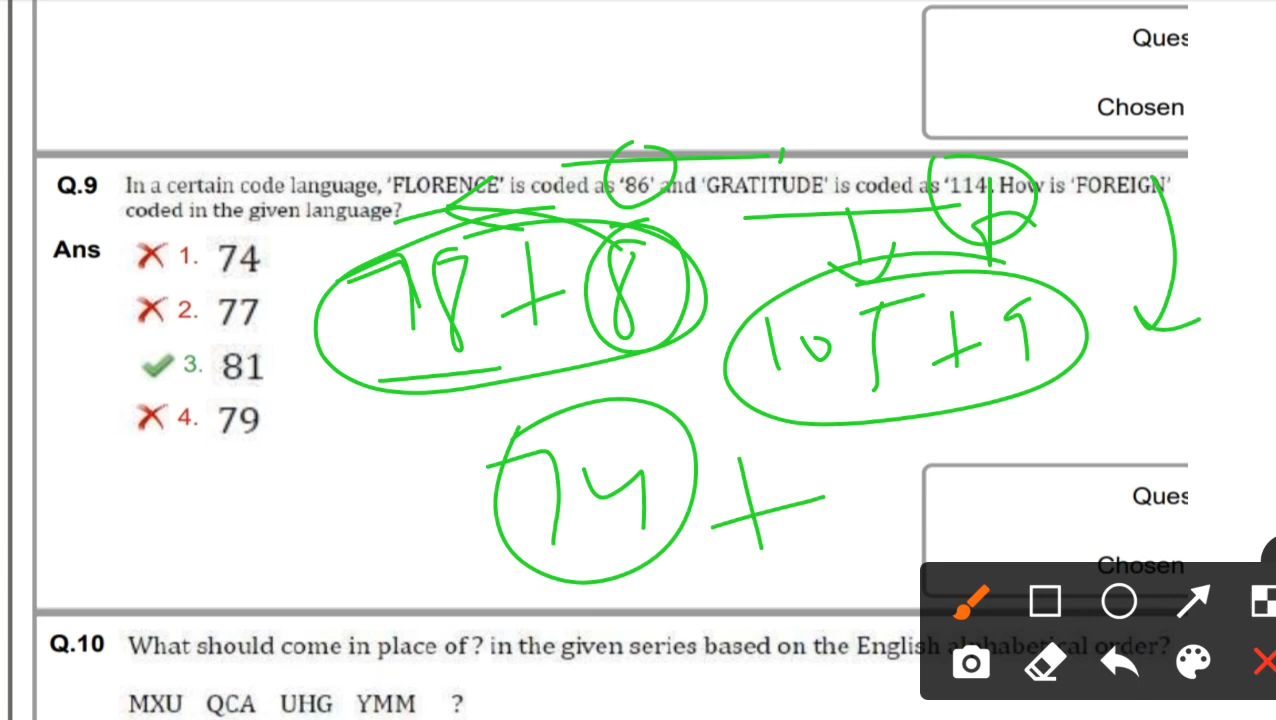 Ques
Chosen
Q.9 In a certain code language, 'FLORENCE' is coded as '86' and 'GRATITUDE' is coded as '114'. How is 'FOREIGN'
coded in the given language?
Ans 1. 74
2. 77
3. 81
4. 79
78 + 8
105 + 9
74 +
Ques
Chosen
Q.10 What should come in place of ? in the given series based on the English alphabetical order?
MXU QCA UHG YMM ?